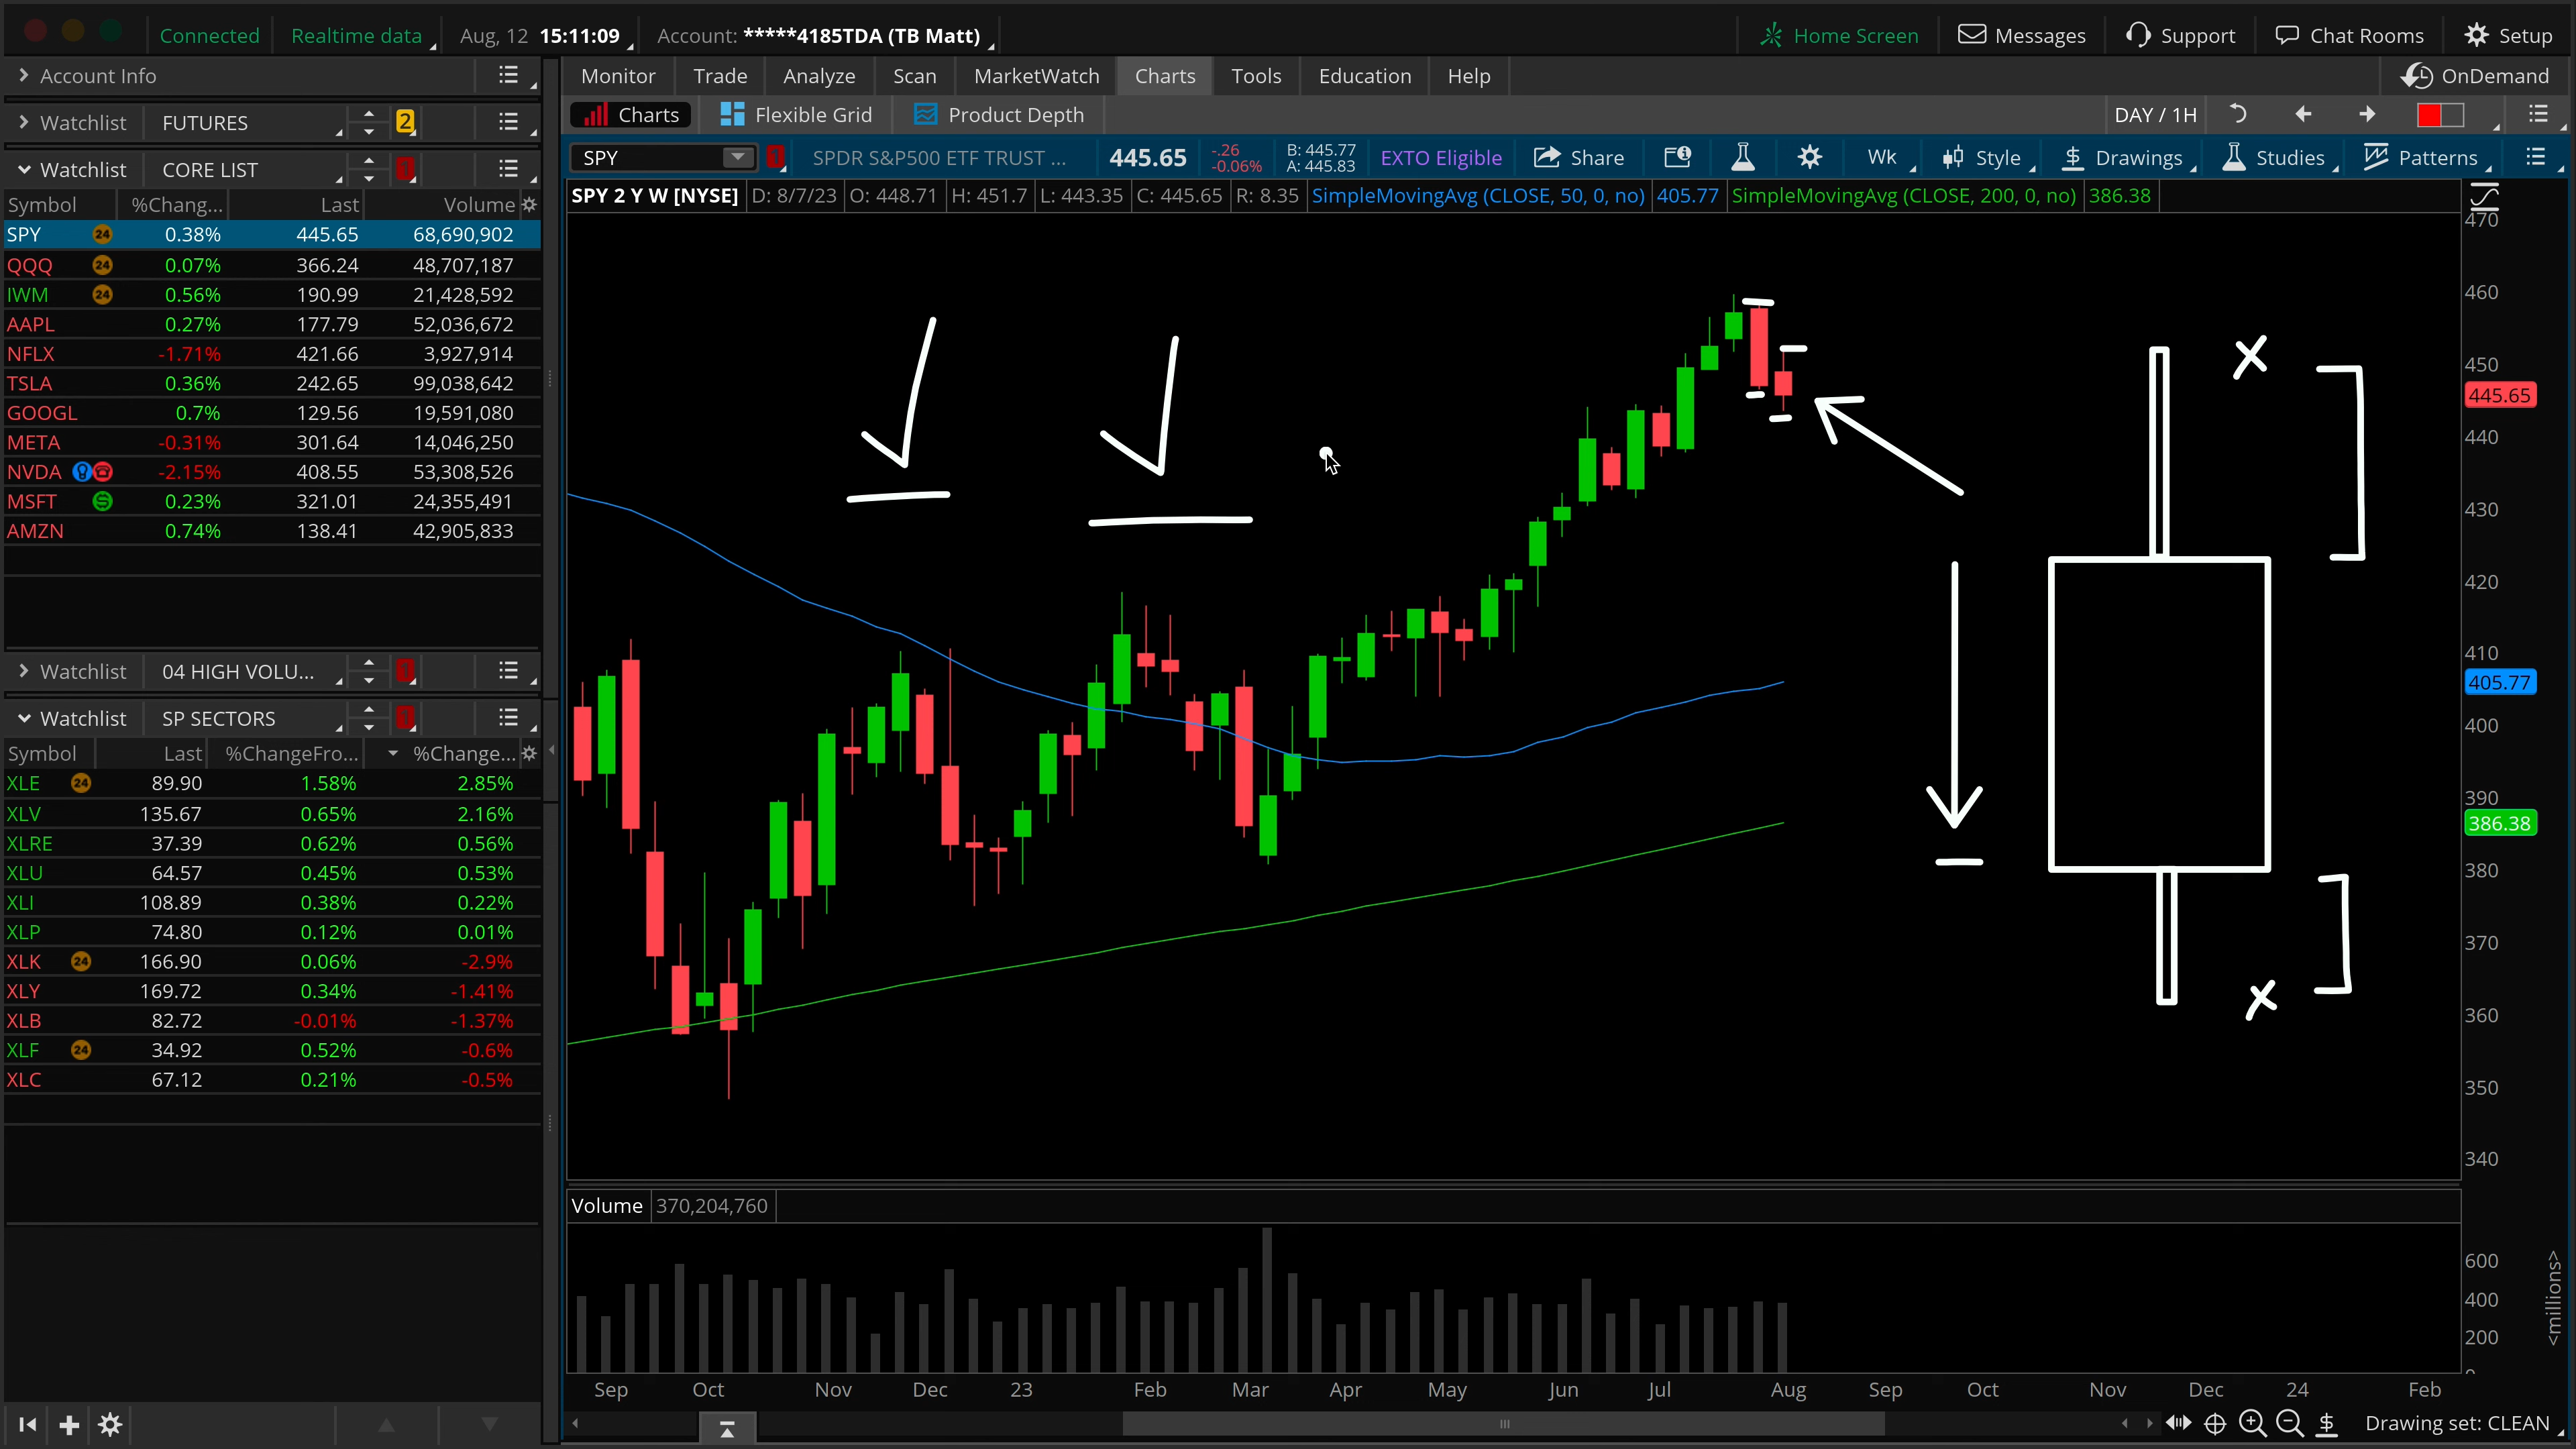 Connected Realtime data Aug, 12 15:11:09 Account: *****4185TDA (TB Matt) Home Screen Messages Support Chat Rooms Setup
Account Info
Monitor Trade Analyze Scan MarketWatch Charts Tools Education Help OnDemand
Watchlist FUTURES 2
Charts Flexible Grid Product Depth DAY / 1H
Watchlist CORE LIST 1
SPY 1 SPDR S&P500 ETF TRUST ... 445.65 -.26 -0.06% B: 445.77 A: 445.83 EXTO Eligible Share Wk Style Drawings Studies Patterns
SPY 2 Y W [NYSE] D: 8/7/23 O: 448.71 H: 451.7 L: 443.35 C: 445.65 R: 8.35 SimpleMovingAvg (CLOSE, 50, 0, no) 405.77 SimpleMovingAvg (CLOSE, 200, 0, no) 386.38
Symbol %Chang... Last Volume
SPY 24 0.38% 445.65 68,690,902
QQQ 24 0.07% 366.24 48,707,187
IWM 24 0.56% 190.99 21,428,592
AAPL 0.27% 177.79 52,036,672
NFLX -1.71% 421.66 3,927,914
TSLA 0.36% 242.65 99,038,642
GOOGL 0.7% 129.56 19,591,080
META -0.31% 301.64 14,046,250
NVDA -2.15% 408.55 53,308,526
MSFT 0.23% 321.01 24,355,491
AMZN 0.74% 138.41 42,905,833
Watchlist 04 HIGH VOLU... 1
Watchlist SP SECTORS 1
Symbol Last %ChangeFro... %Change...
XLE 24 89.90 1.58% 2.85%
XLV 135.67 0.65% 2.16%
XLRE 37.39 0.62% 0.56%
XLU 64.57 0.45% 0.53%
XLI 108.89 0.38% 0.22%
XLP 74.80 0.12% 0.01%
XLK 24 166.90 0.06% -2.9%
XLY 169.72 0.34% -1.41%
XLB 82.72 -0.01% -1.37%
XLF 24 34.92 0.52% -0.6%
XLC 67.12 0.21% -0.5%
470
460
450
445.65
440
430
420
410
405.77
400
390
386.38
380
370
360
350
340
Volume 370,204,760
600
400
200
<millions>
Sep Oct Nov Dec 23 Feb Mar Apr May Jun Jul Aug Sep Oct Nov Dec 24 Feb
Drawing set: CLEAN